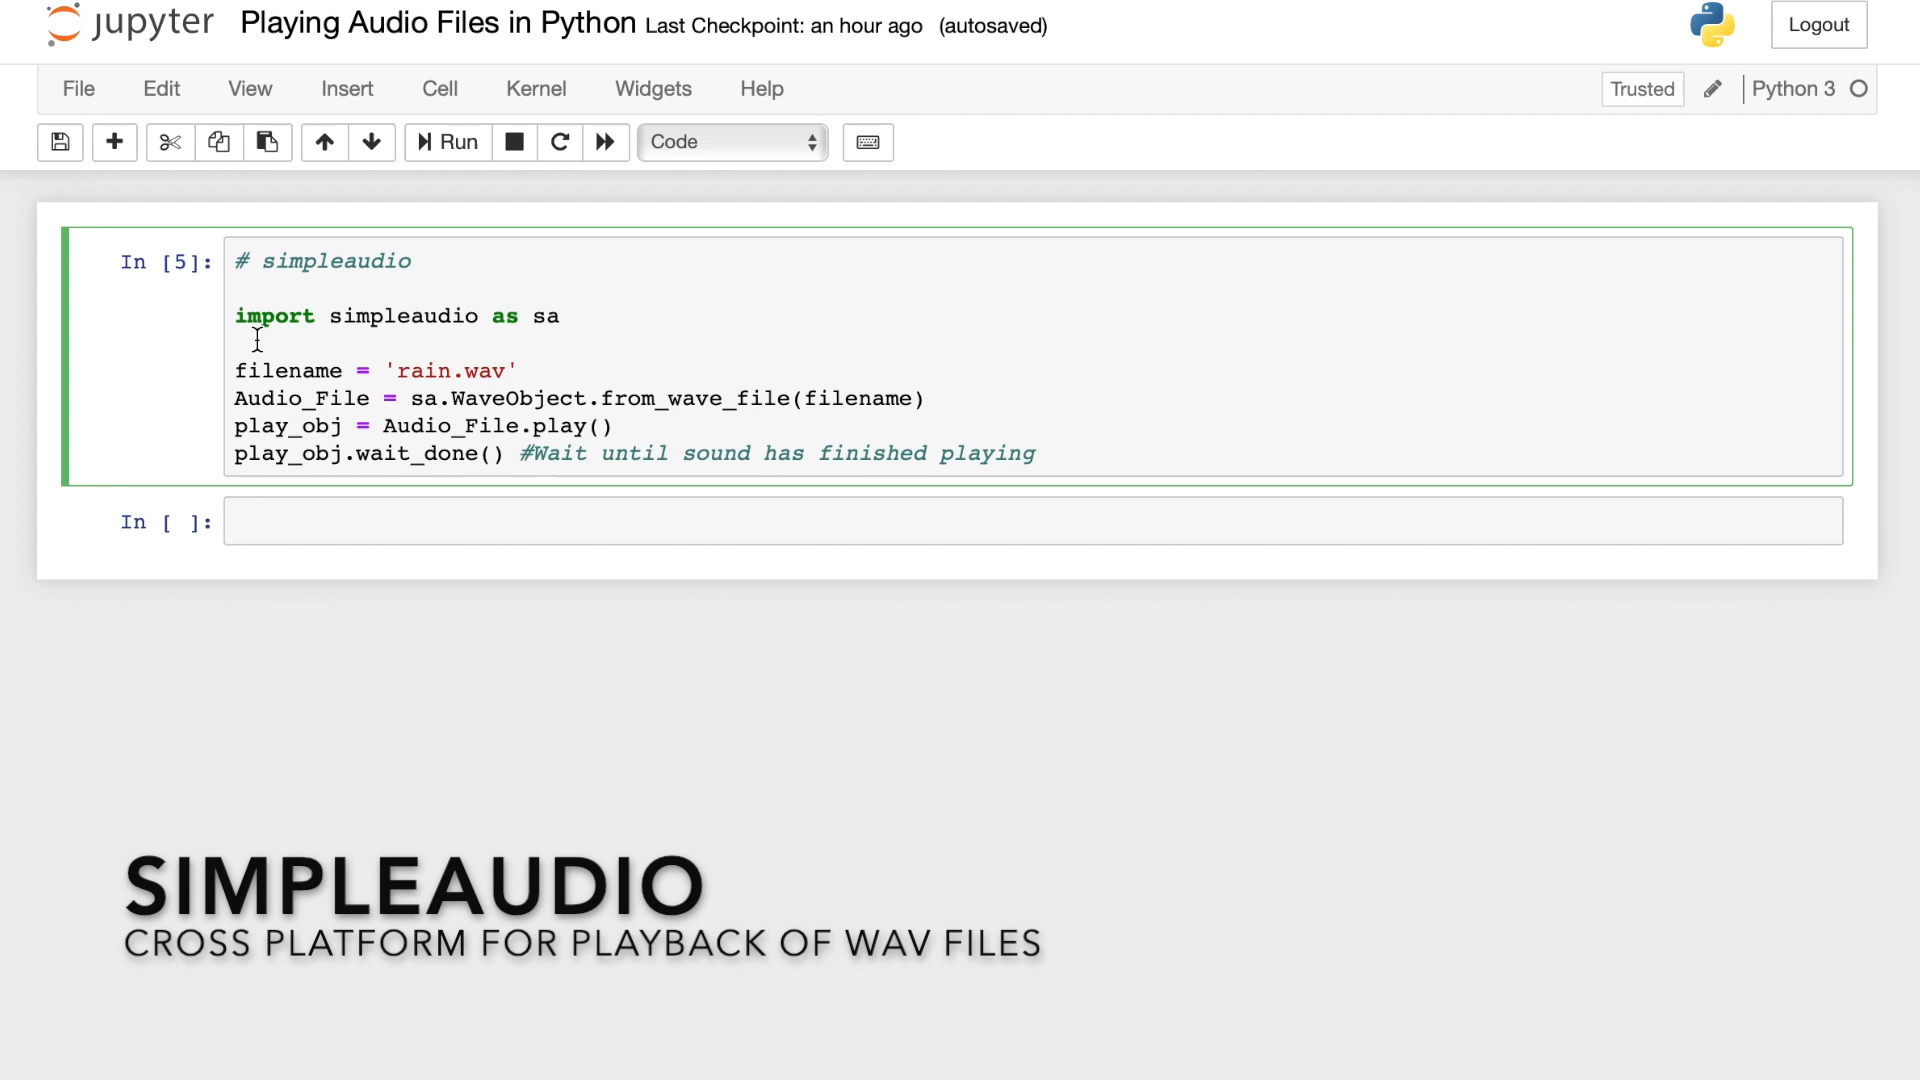 jupyter Playing Audio Files in Python Last Checkpoint: an hour ago (autosaved) Logout
File Edit View Insert Cell Kernel Widgets Help Trusted Python 3
Run Code
In [5]: # simpleaudio
import simpleaudio as sa
filename = 'rain.wav'
Audio_File = sa.WaveObject.from_wave_file(filename)
play_obj = Audio_File.play()
play_obj.wait_done() #Wait until sound has finished playing
In [ ]:
SIMPLEAUDIO
CROSS PLATFORM FOR PLAYBACK OF WAV FILES